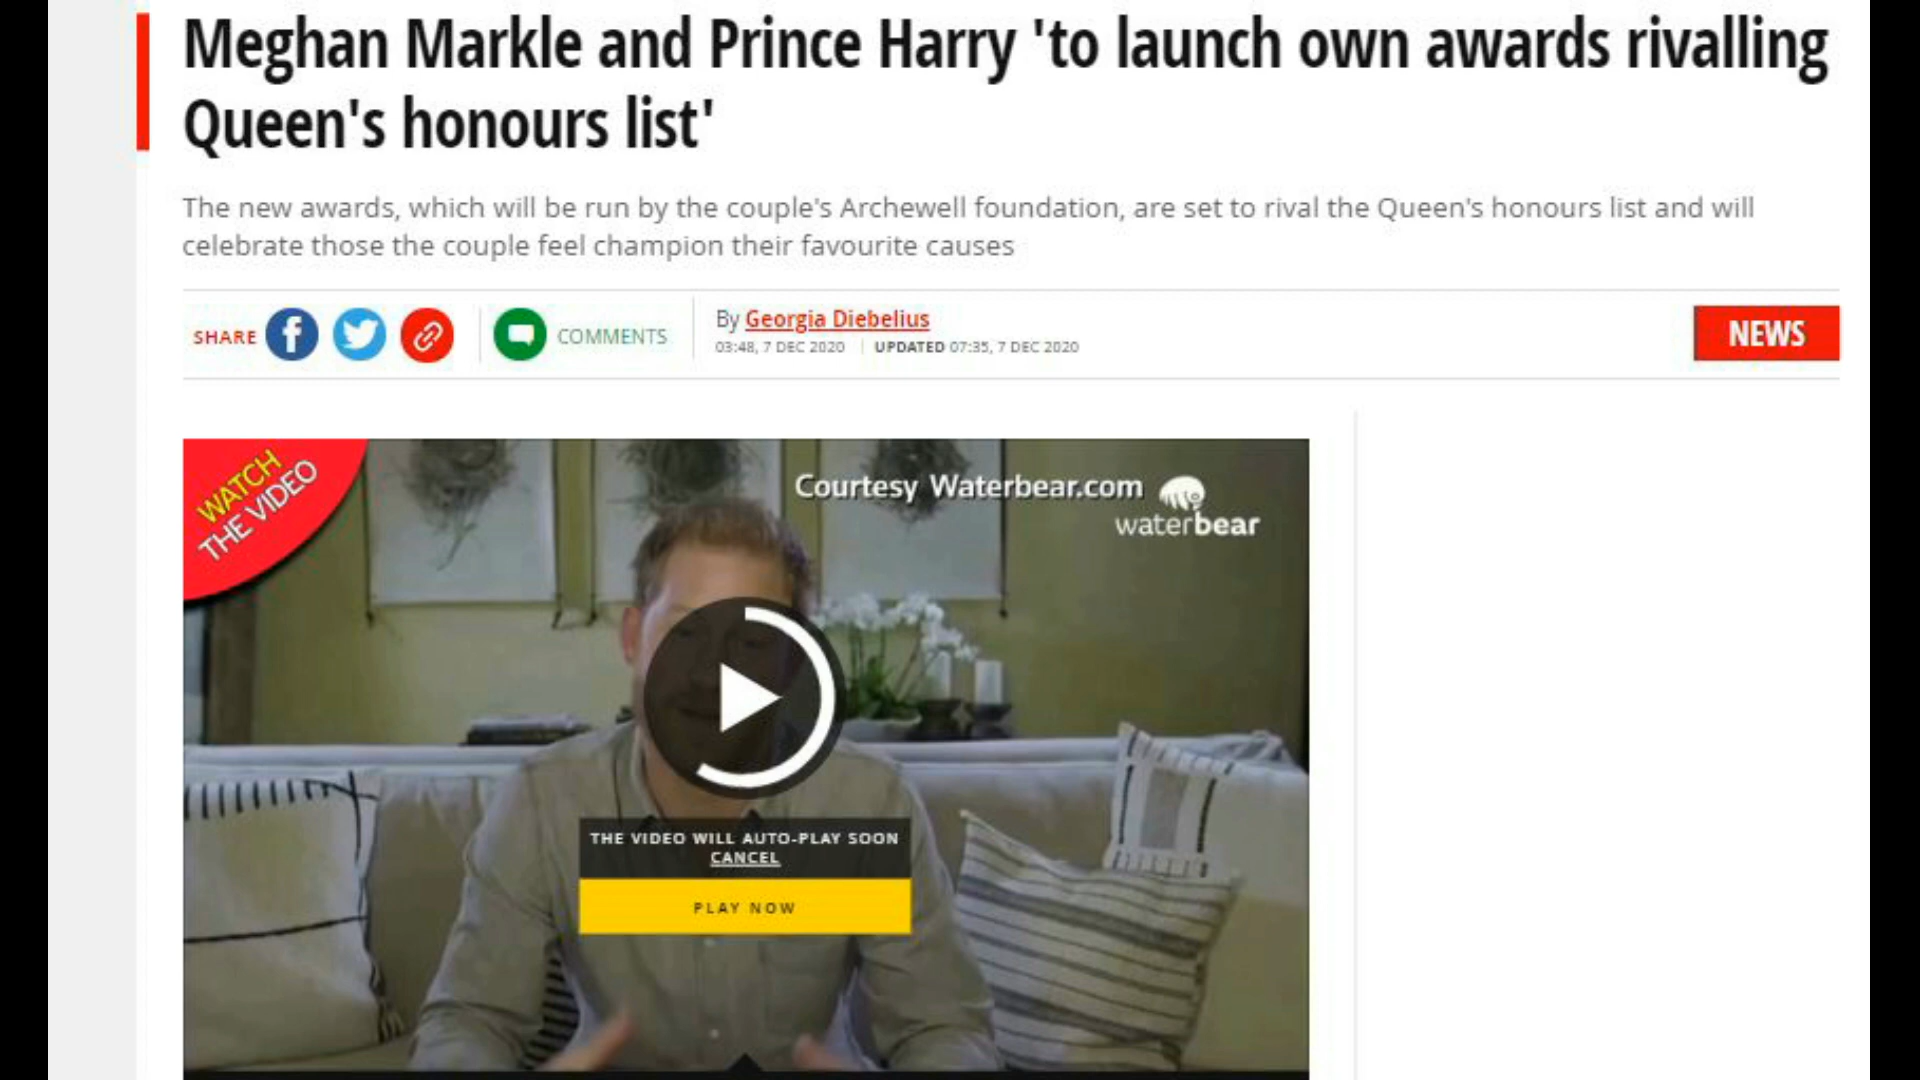 Meghan Markle and Prince Harry 'to launch own awards rivalling
Queen's honours list'
The new awards, which will be run by the couple's Archewell foundation, are set to rival the Queen's honours list and will
celebrate those the couple feel champion their favourite causes
SHARE
COMMENTS
By Georgia Diebelius
03:48, 7 DEC 2020 | UPDATED 07:35, 7 DEC 2020
NEWS
WATCH
THE VIDEO
Courtesy Waterbear.com
waterbear
THE VIDEO WILL AUTO-PLAY SOON
CANCEL
PLAY NOW